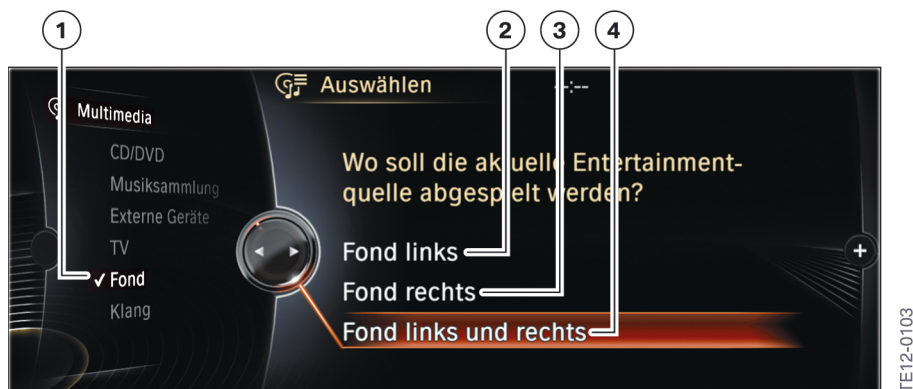 1
2
3
4
Auswählen
--:--
Multimedia
CD/DVD
Musiksammlung
Externe Geräte
TV
✓ Fond
Klang
Wo soll die aktuelle Entertainment-
quelle abgespielt werden?
Fond links
Fond rechts
Fond links und rechts
+
TE12-0103